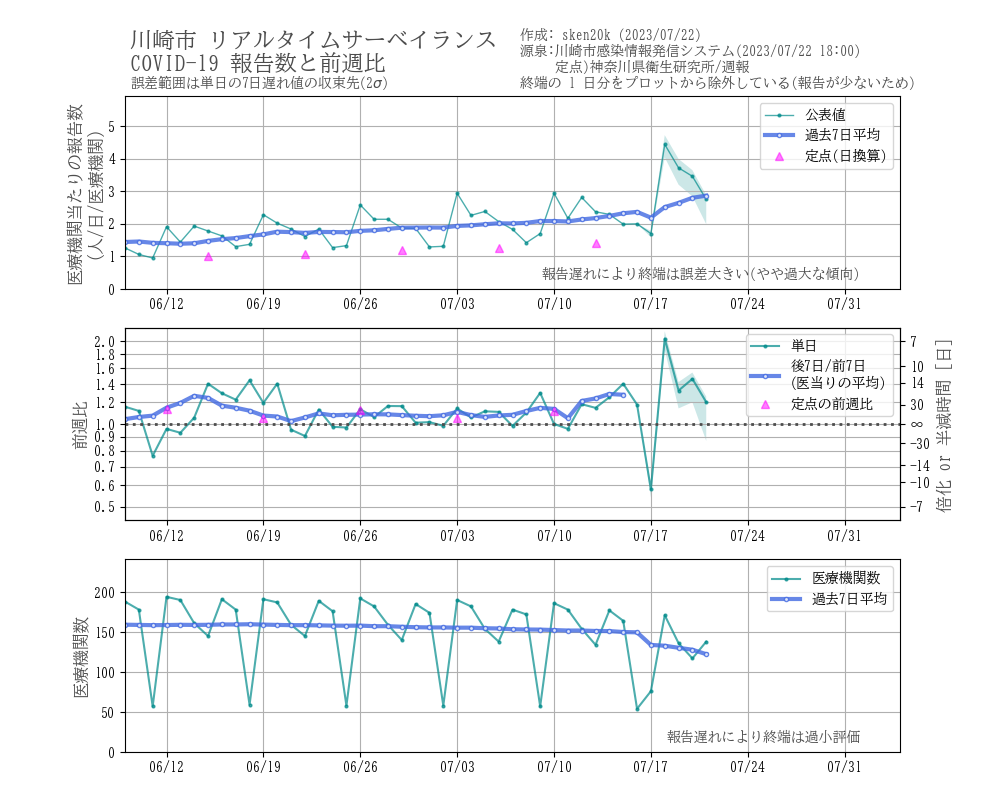 川崎市 リアルタイムサーベイランス
COVID-19 報告数と前週比
誤差範囲は単日の7日遅れ値の収束先(2σ)
作成: sken20k (2023/07/22)
源泉:川崎市感染情報発信システム(2023/07/22 18:00)
定点)神奈川県衛生研究所/週報
終端の 1 日分をプロットから除外している(報告が少ないため)
医療機関当たりの報告数
(人/日/医療機関)
5
4
3
2
1
0
公表値
過去7日平均
定点(日換算)
報告遅れにより終端は誤差大きい(やや過大な傾向)
06/12 06/19 06/26 07/03 07/10 07/17 07/24 07/31
前週比
2.0
1.8
1.6
1.4
1.2
1.0
0.9
0.8
0.7
0.6
0.5
単日
後7日/前7日
(医当りの平均)
定点の前週比
7
10
14
30
∞
-30
-14
-10
-7
倍化 or 半減時間 [日]
06/12 06/19 06/26 07/03 07/10 07/17 07/24 07/31
医療機関数
200
150
100
50
0
医療機関数
過去7日平均
報告遅れにより終端は過小評価
06/12 06/19 06/26 07/03 07/10 07/17 07/24 07/31